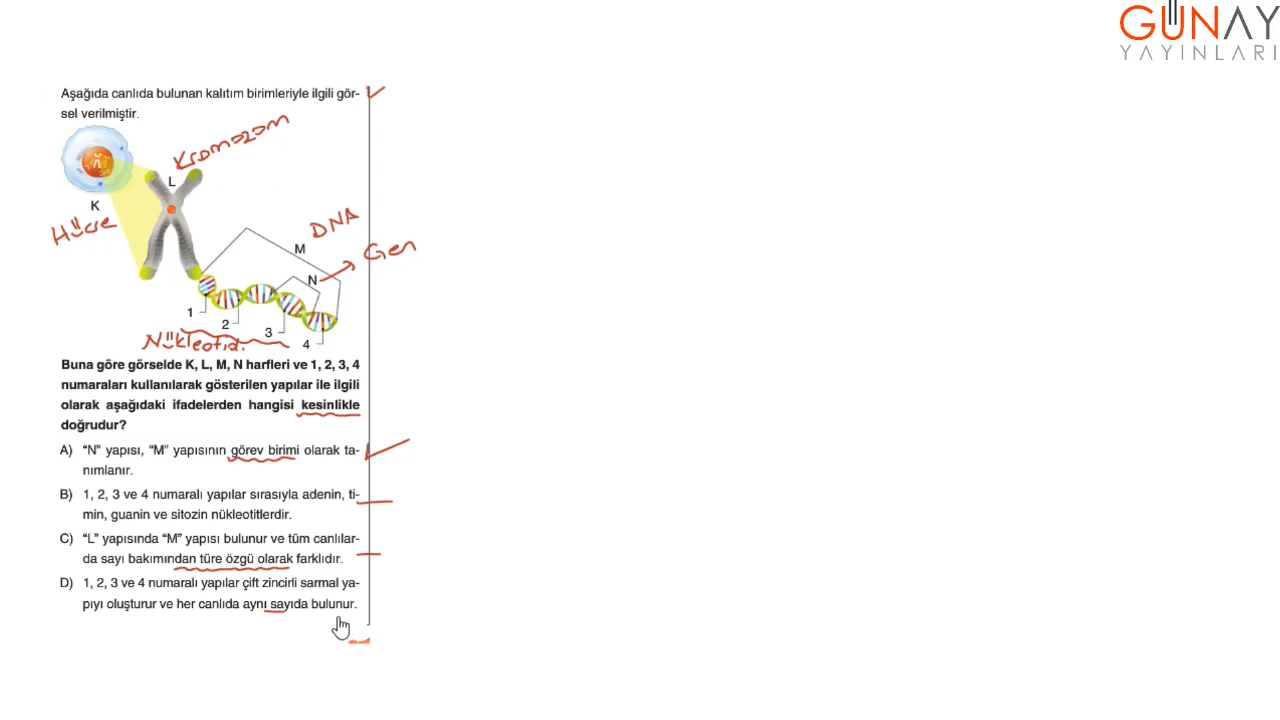 GÜNAY
YAYINLARI
Aşağıda canlıda bulunan kalıtım birimleriyle ilgili gör-
sel verilmiştir.
Kromozom
L
K
Hücre
DNA
M
Gen
N
1
2
3
4
Nükleotid.
Buna göre görselde K, L, M, N harfleri ve 1, 2, 3, 4
numaraları kullanılarak gösterilen yapılar ile ilgili
olarak aşağıdaki ifadelerden hangisi kesinlikle
doğrudur?
A) “N” yapısı, “M” yapısının görev birimi olarak ta-
nımlanır.
B) 1, 2, 3 ve 4 numaralı yapılar sırasıyla adenin, ti-
min, guanin ve sitozin nükleotitlerdir.
C) “L” yapısında “M” yapısı bulunur ve tüm canlılar-
da sayı bakımından türe özgü olarak farklıdır.
D) 1, 2, 3 ve 4 numaralı yapılar çift zincirli sarmal ya-
pıyı oluşturur ve her canlıda aynı sayıda bulunur.